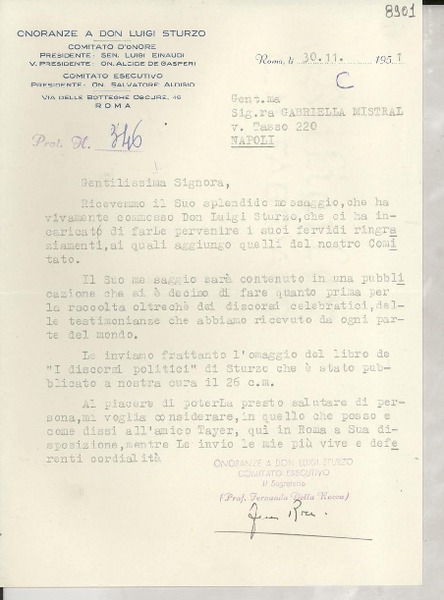 8901
ONORANZE A DON LUIGI STURZO
COMITATO D'ONORE
PRESIDENTE: SEN. LUIGI EINAUDI
V. PRESIDENTE: ON. ALCIDE DE GASPERI
COMITATO ESECUTIVO
PRESIDENTE: ON. SALVATORE ALDISIO
VIA DELLE BOTTEGHE OSCURE, 46
ROMA
Prot. N. 346
Roma, li 30.11. 1951
C
Gent.ma
Sig.ra GABRIELLA MISTRAL
v. Tasso 220
NAPOLI
Gentilissima Signora,
Ricevemmo il Suo splendido messaggio,che ha
vivamente commosso Don Luigi Sturzo,che ci ha in-
caricato di farLe pervenire i suoi fervidi ringra
ziamenti,ai quali aggiungo quelli del nostro Comi
tato.
Il Suo messaggio sarà contenuto in una pubbli
cazione che si è deciso di fare quanto prima per
la raccolta oltrechè dei discorsi celebratici,del-
le testimonianze che abbiamo ricevuto da ogni par-
te del mondo.
Le inviamo frattanto l'omaggio del libro de
"I discorsi politici" di Sturzo che è stato pub-
blicato a nostra cura il 26 c.m.
Al piacere di poterLa presto salutare di per-
sona,mi voglia considerare,in quello che posso e
come dissi all'amico Tayer, qui in Roma a Sua di-
sposizione,mentre Le invio le mie più vive e defe
renti cordialità
ONORANZE A DON LUIGI STURZO
COMITATO ESECUTIVO
Il Segretario
(Prof. Fernando Della Rocca)